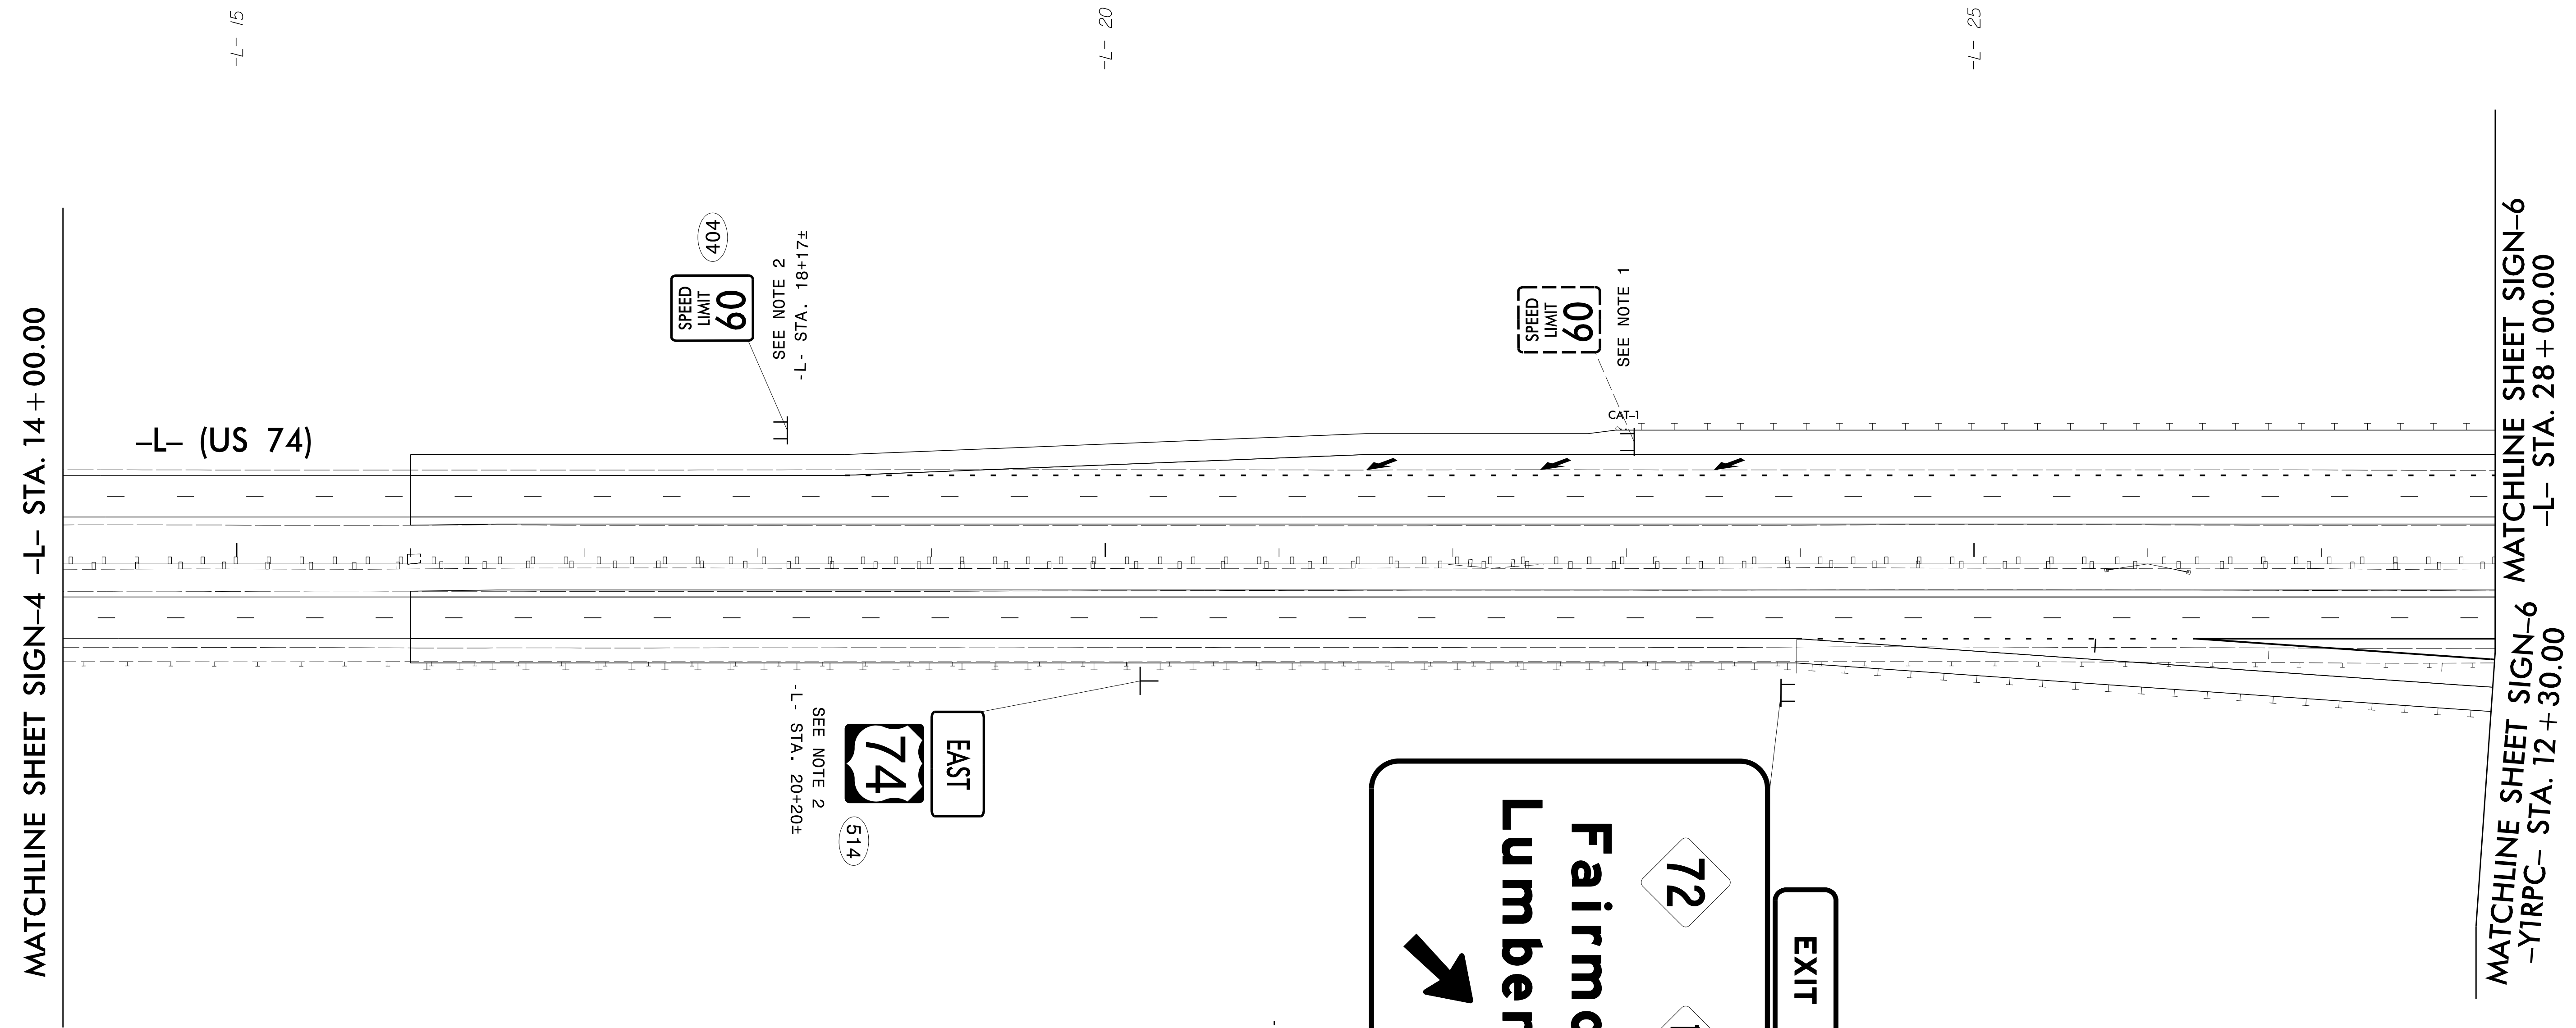 -L- 15
-L- 20
-L- 25
MATCHLINE SHEET SIGN-4 -L- STA. 14+00.00
-L- (US 74)
404
SPEED
LIMIT
60
SEE NOTE 2
-L- STA. 18+17±
SPEED
LIMIT
60
SEE NOTE 1
CAT-1
EAST
74
514
SEE NOTE 2
-L- STA. 20+20±
EXIT
72
Fairmo
Lumber
MATCHLINE SHEET SIGN-6
-L- STA. 28+00.00
MATCHLINE SHEET SIGN-6
-Y1RPC- STA. 12+30.00